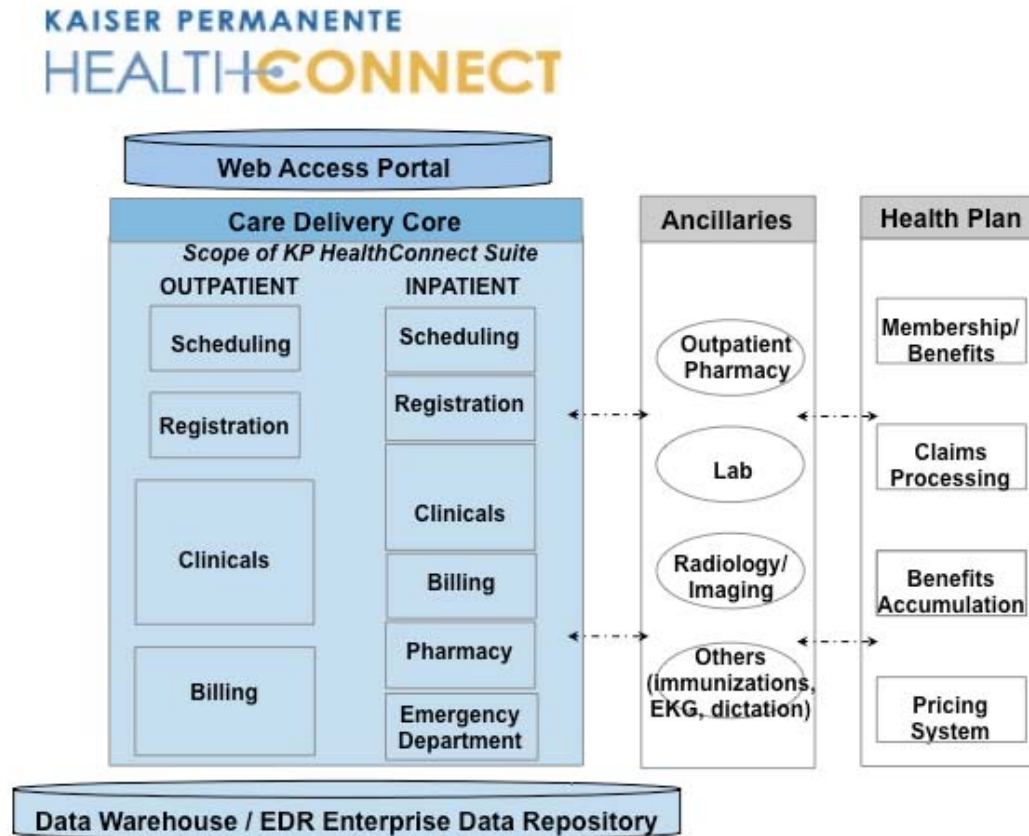 KAISER PERMANENTE
HEALTHCONNECT
Web Access Portal
Care Delivery Core
Scope of KP HealthConnect Suite
OUTPATIENT
Scheduling
Registration
Clinicals
Billing
INPATIENT
Scheduling
Registration
Clinicals
Billing
Pharmacy
Emergency
Department
Ancillaries
Outpatient
Pharmacy
Lab
Radiology/
Imaging
Others
(immunizations,
EKG, dictation)
Health Plan
Membership/
Benefits
Claims
Processing
Benefits
Accumulation
Pricing
System
Data Warehouse / EDR Enterprise Data Repository